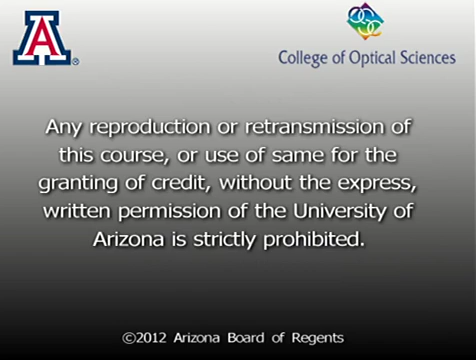 A
®
College of Optical Sciences
Any reproduction or retransmission of
this course, or use of same for the
granting of credit, without the express,
written permission of the University of
Arizona is strictly prohibited.
©2012 Arizona Board of Regents